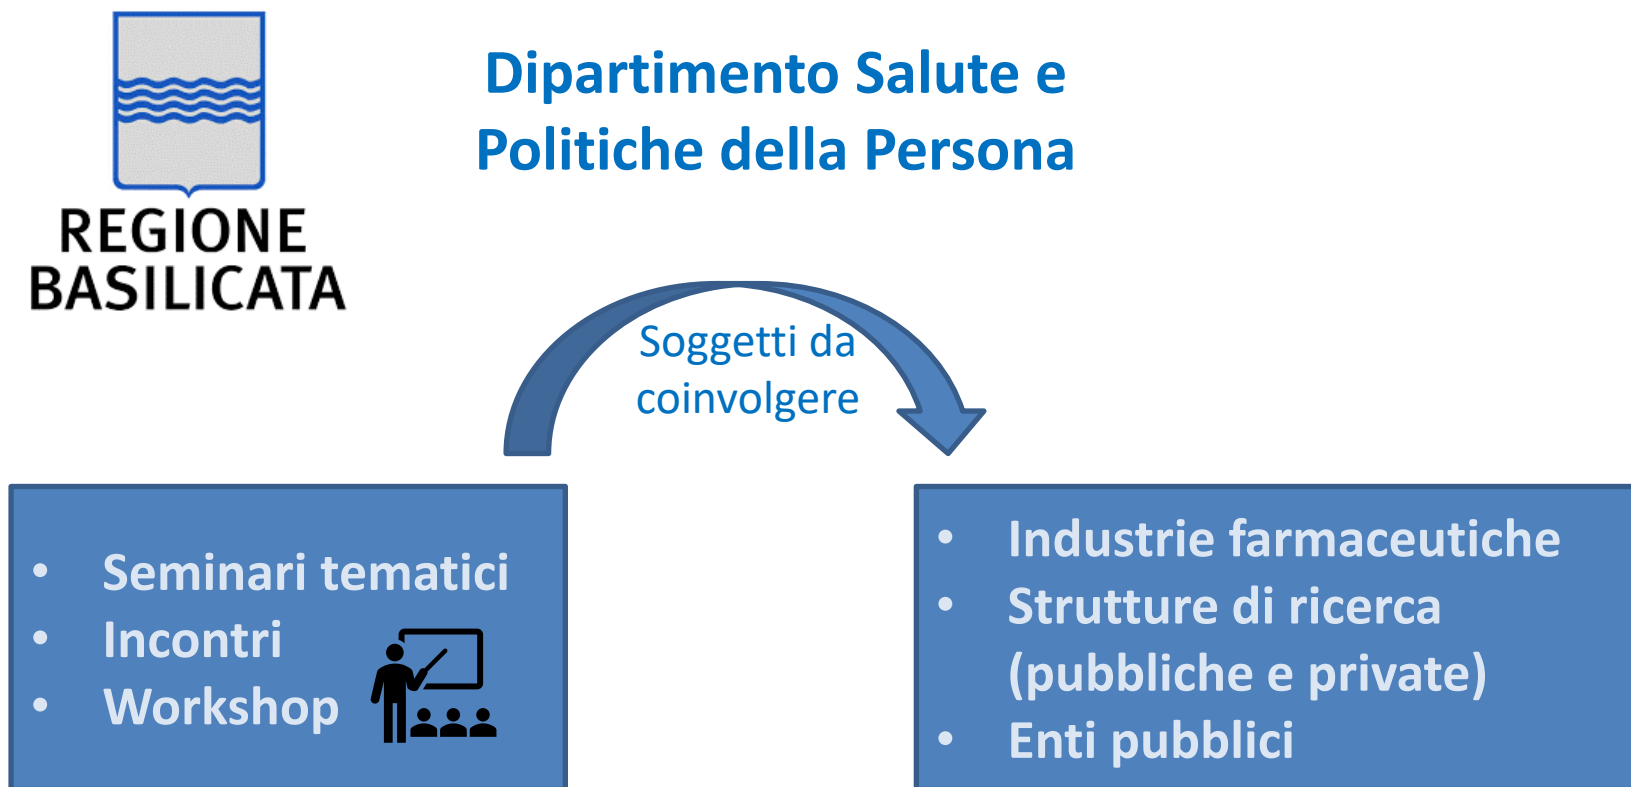 REGIONE
BASILICATA
Dipartimento Salute e
Politiche della Persona
Soggetti da
coinvolgere
• Seminari tematici
• Incontri
• Workshop
• Industrie farmaceutiche
• Strutture di ricerca
(pubbliche e private)
• Enti pubblici